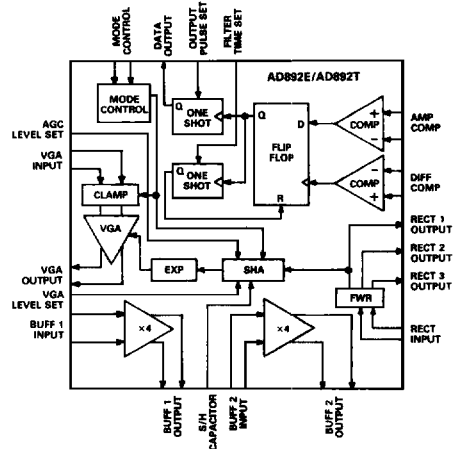 MODE
CONTROL
DATA
OUTPUT
OUTPUT
PULSE SET
FILTER
TIME SET
AD892E/AD892T
MODE
CONTROL
Q ONE
SHOT
Q ONE
SHOT
Q D
FLIP
FLOP
R
COMP
+
−
COMP
−
+
AMP
COMP
DIFF
COMP
AGC
LEVEL SET
VGA
INPUT
CLAMP
VGA
EXP
SHA
FWR
RECT 1
OUTPUT
RECT 2
OUTPUT
RECT 3
OUTPUT
RECT
INPUT
VGA
OUTPUT
VGA
LEVEL SET
BUFF 1
INPUT
×4
×4
BUFF 1
OUTPUT
S/H
CAPACITOR
BUFF 2
INPUT
BUFF 2
OUTPUT